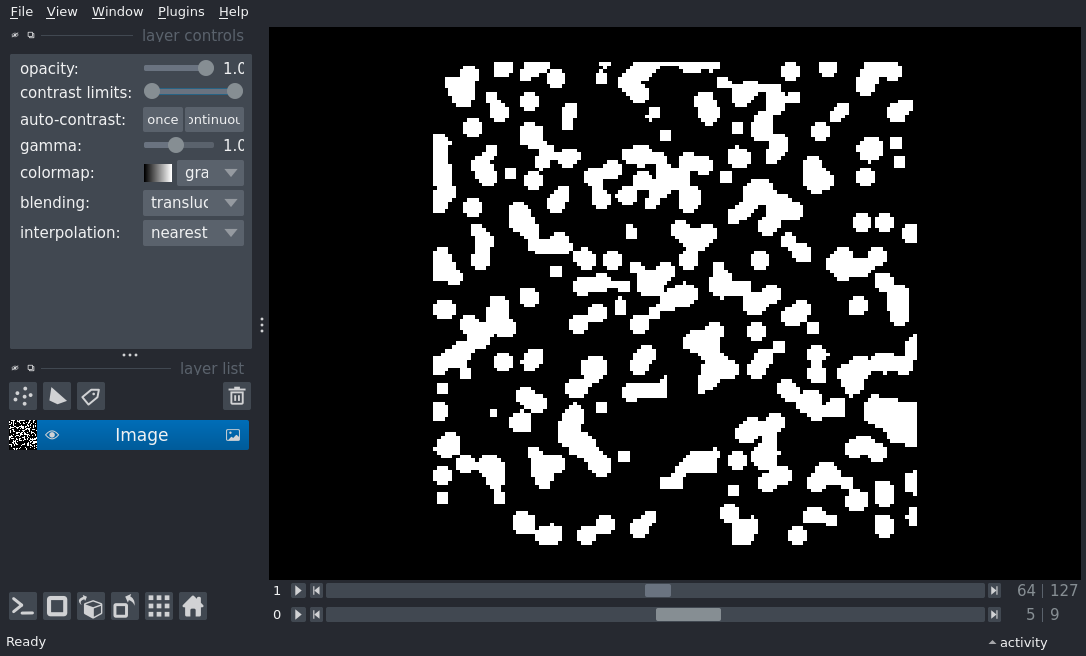 File View Window Plugins Help
layer controls
opacity: 1.0
contrast limits:
auto-contrast: once ontinuou
gamma: 1.0
colormap: gra
blending: transluc
interpolation: nearest
layer list
Image
1 64 127
0 5 9
Ready activity